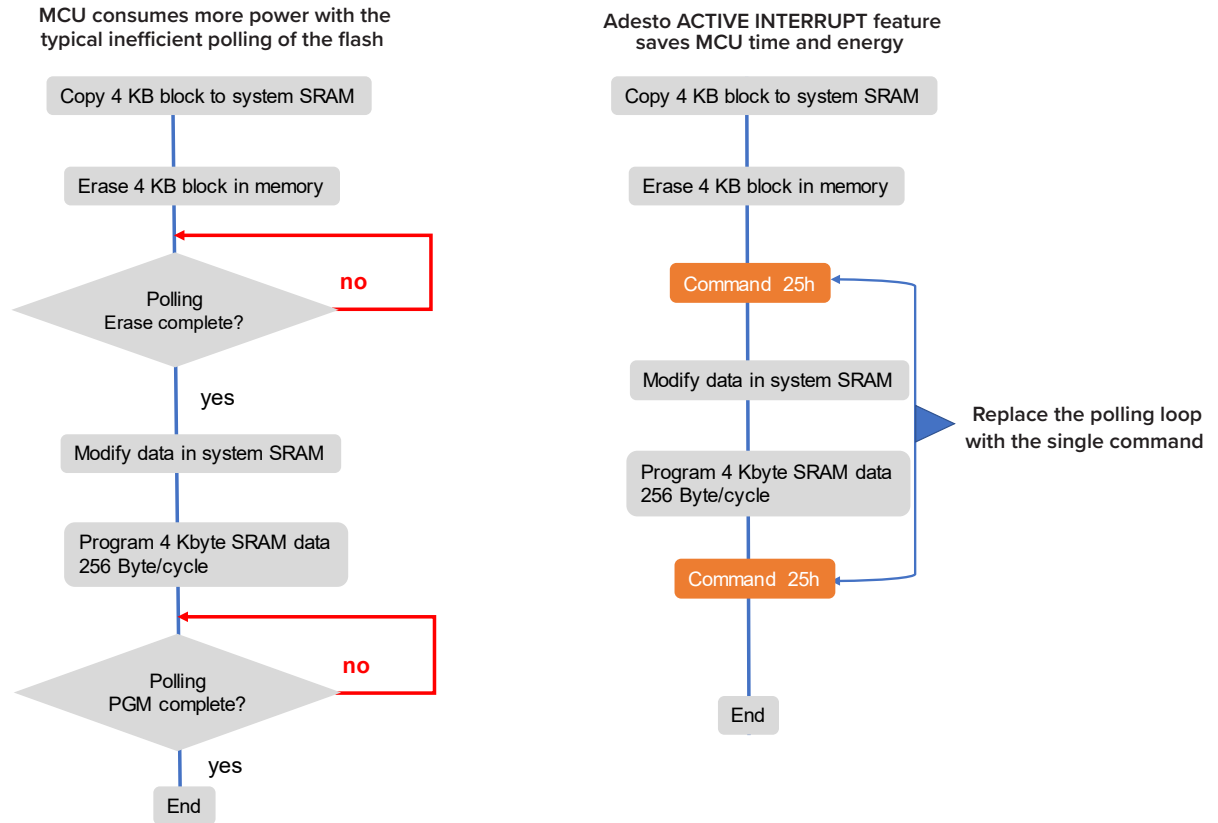 MCU consumes more power with the
typical inefficient polling of the flash
Copy 4 KB block to system SRAM
Erase 4 KB block in memory
no
Polling
Erase complete?
yes
Modify data in system SRAM
Program 4 Kbyte SRAM data
256 Byte/cycle
no
Polling
PGM complete?
yes
End
Adesto ACTIVE INTERRUPT feature
saves MCU time and energy
Copy 4 KB block to system SRAM
Erase 4 KB block in memory
Command 25h
Modify data in system SRAM
Replace the polling loop
with the single command
Program 4 Kbyte SRAM data
256 Byte/cycle
Command 25h
End